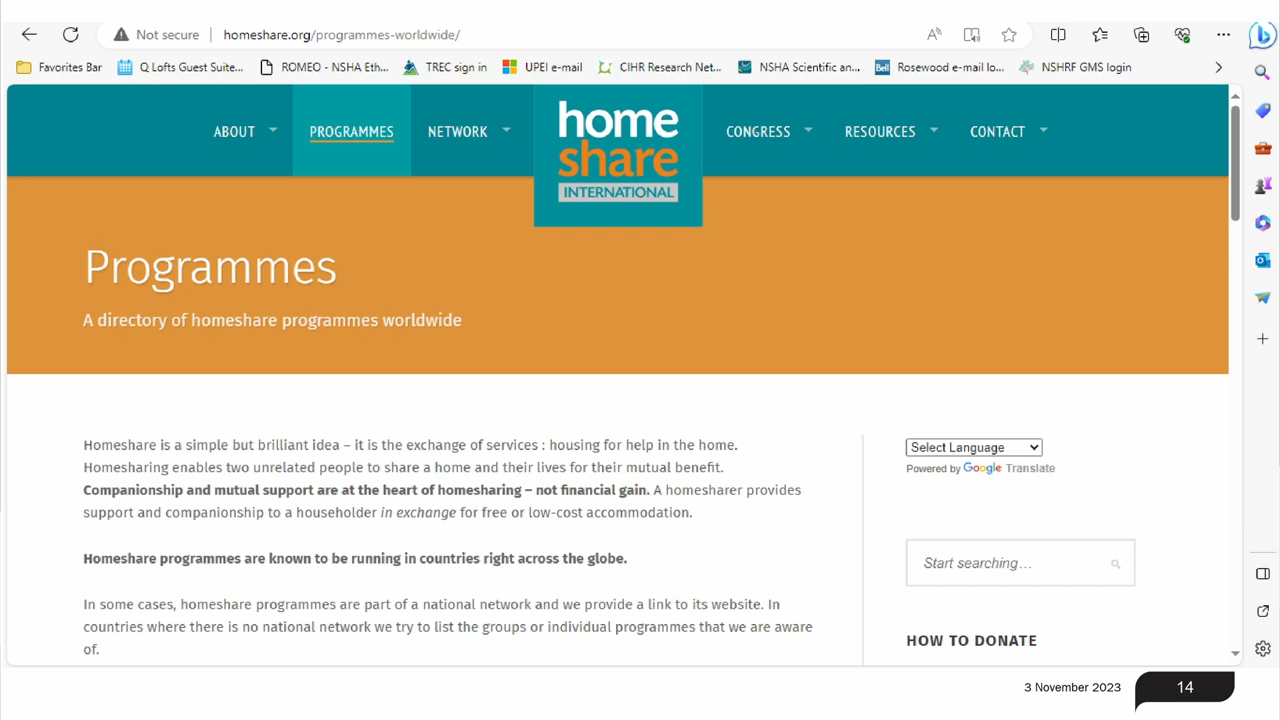 Not secure
homeshare.org/programmes-worldwide/
Favorites Bar
Q Lofts Guest Suite...
ROMEO - NSHA Eth...
TREC sign in
UPEI e-mail
CIHR Research Net...
NSHA Scientific an...
Bell
Rosewood e-mail lo...
NSHRF GMS login
ABOUT
PROGRAMMES
NETWORK
home
share
INTERNATIONAL
CONGRESS
RESOURCES
CONTACT
Programmes
A directory of homeshare programmes worldwide
Homeshare is a simple but brilliant idea – it is the exchange of services : housing for help in the home.
Homesharing enables two unrelated people to share a home and their lives for their mutual benefit.
Companionship and mutual support are at the heart of homesharing – not financial gain. A homesharer provides
support and companionship to a householder in exchange for free or low-cost accommodation.
Homeshare programmes are known to be running in countries right across the globe.
In some cases, homeshare programmes are part of a national network and we provide a link to its website. In
countries where there is no national network we try to list the groups or individual programmes that we are aware
of.
Select Language
Powered by Google Translate
Start searching...
HOW TO DONATE
3 November 2023
14